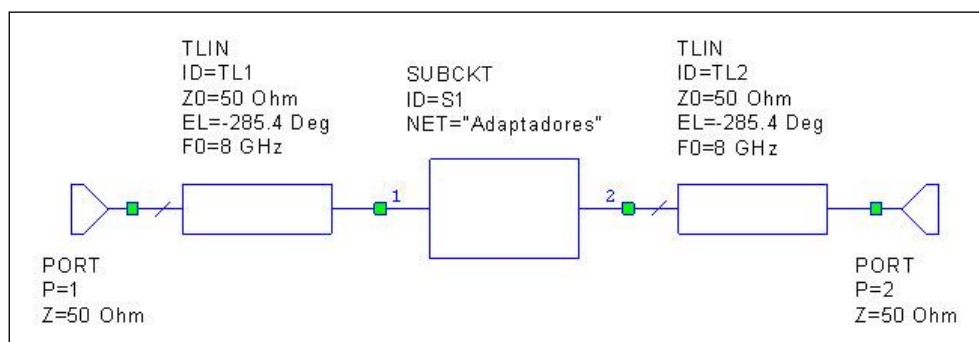 TLIN
ID=TL1
Z0=50 Ohm
EL=-285.4 Deg
F0=8 GHz
SUBCKT
ID=S1
NET="Adaptadores"
TLIN
ID=TL2
Z0=50 Ohm
EL=-285.4 Deg
F0=8 GHz
1
2
PORT
P=1
Z=50 Ohm
PORT
P=2
Z=50 Ohm